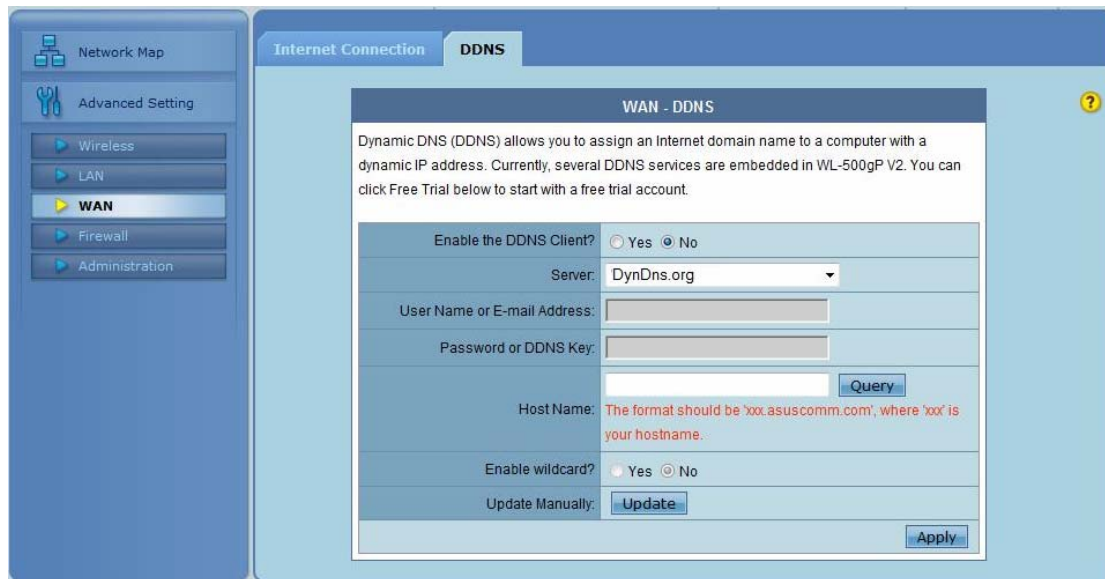 Network Map
Advanced Setting
Wireless
LAN
WAN
Firewall
Administration
Internet Connection
DDNS
WAN - DDNS
Dynamic DNS (DDNS) allows you to assign an Internet domain name to a computer with a
dynamic IP address. Currently, several DDNS services are embedded in WL-500gP V2. You can
click Free Trial below to start with a free trial account.
Enable the DDNS Client? Yes No
Server: DynDns.org
User Name or E-mail Address:
Password or DDNS Key:
Query
Host Name: The format should be 'xxx.asuscomm.com', where 'xxx' is
your hostname.
Enable wildcard? Yes No
Update Manually: Update
Apply
?